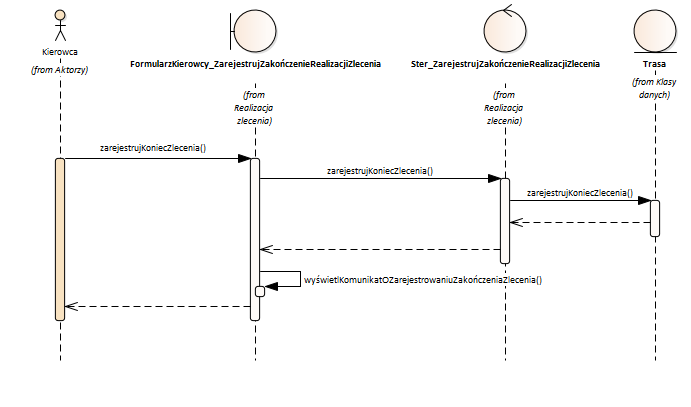 Kierowca
(from Aktorzy)
FormularzKierowcy_ZarejestrujZakończenieRealizacjiZlecenia
(from
Realizacja
zlecenia)
Ster_ZarejestrujZakończenieRealizacjiZlecenia
(from
Realizacja
zlecenia)
Trasa
(from Klasy
danych)
zarejestrujKoniecZlecenia()
zarejestrujKoniecZlecenia()
zarejestrujKoniecZlecenia()
wyświetlKomunikatOZarejestrowaniuZakończeniaZlecenia()